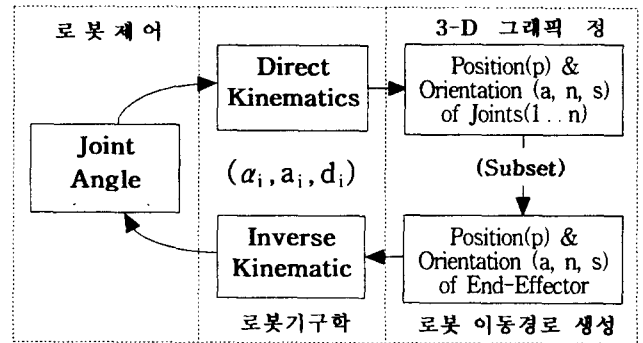 로봇제어
3-D 그래픽 정
Direct
Kinematics
Position(p) &
Orientation (a, n, s)
of Joints(1 . . n)
Joint
Angle
(αi, ai, di)
(Subset)
Inverse
Kinematic
Position(p) &
Orientation (a, n, s)
of End-Effector
로봇기구학
로봇 이동경로 생성